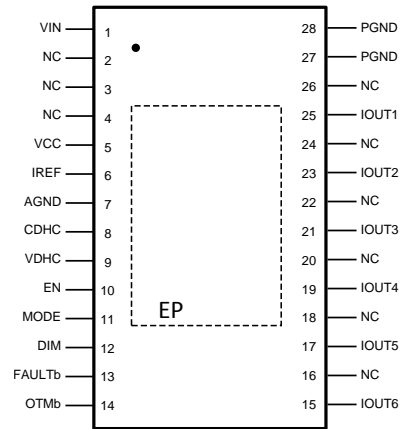 VIN 1 28 PGND
NC 2 27 PGND
NC 3 26 NC
NC 4 25 IOUT1
VCC 5 24 NC
IREF 6 23 IOUT2
AGND 7 22 NC
CDHC 8 21 IOUT3
VDHC 9 20 NC
EN 10 19 IOUT4
MODE 11 18 NC
DIM 12 17 IOUT5
FAULTb 13 16 NC
OTMb 14 15 IOUT6
EP